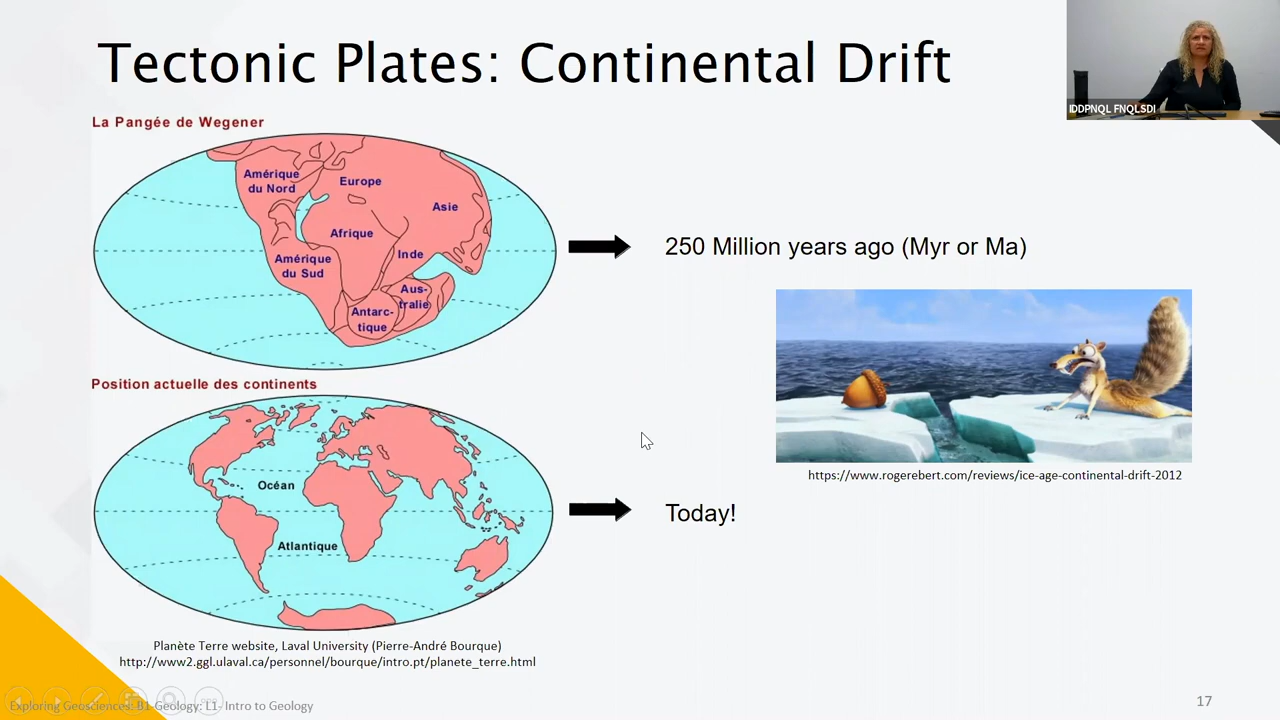 Tectonic Plates: Continental Drift
IDDPNQL FNQLSDI
La Pangée de Wegener
Amérique
du Nord
Europe
Asie
Afrique
Inde
Amérique
du Sud
Aus-
tralie
Antarc-
tique
250 Million years ago (Myr or Ma)
https://www.rogerebert.com/reviews/ice-age-continental-drift-2012
Position actuelle des continents
Océan
Atlantique
Today!
Planète Terre website, Laval University (Pierre-André Bourque)
http://www2.ggl.ulaval.ca/personnel/bourque/intro.pt/planete_terre.html
Exploring Geosciences: B1-Geology: L1- Intro to Geology
17